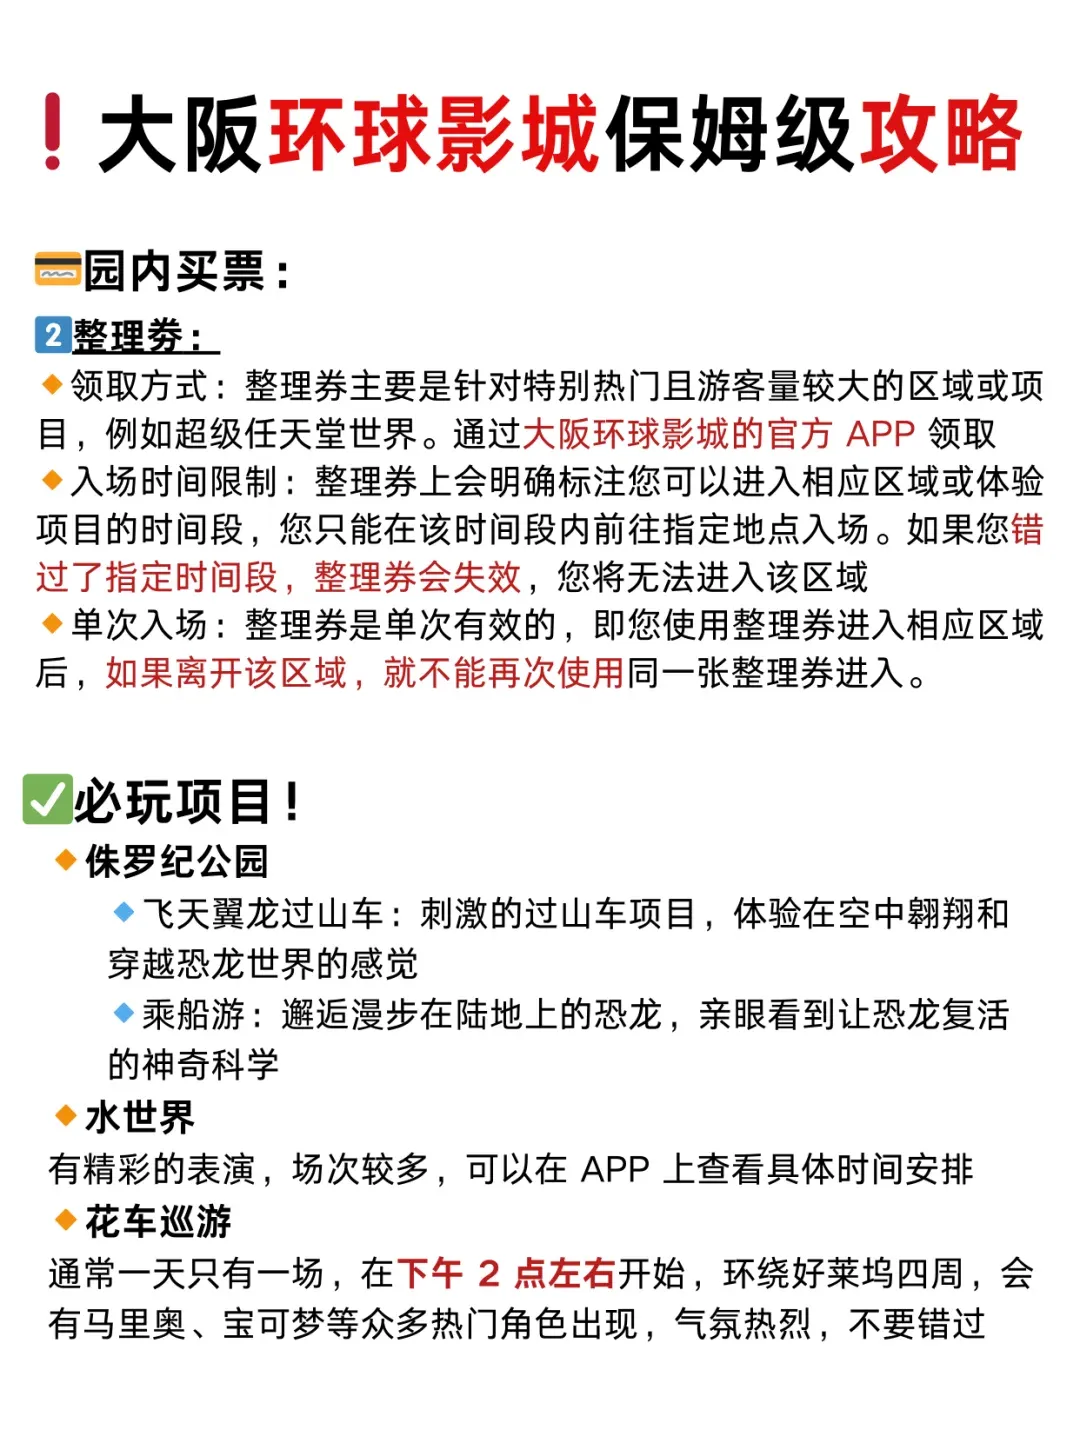 ❗大阪环球影城保姆级攻略
💳园内买票：
2️⃣整理劵：
🔸领取方式：整理券主要是针对特别热门且游客量较大的区域或项
目，例如超级任天堂世界。通过大阪环球影城的官方 APP 领取
🔸入场时间限制：整理券上会明确标注您可以进入相应区域或体验
项目的时间段，您只能在该时间段内前往指定地点入场。如果您错
过了指定时间段，整理券会失效，您将无法进入该区域
🔸单次入场：整理券是单次有效的，即您使用整理券进入相应区域
后，如果离开该区域，就不能再次使用同一张整理券进入。
✅必玩项目！
🔸侏罗纪公园
🔹飞天翼龙过山车：刺激的过山车项目，体验在空中翱翔和
穿越恐龙世界的感觉
🔹乘船游：邂逅漫步在陆地上的恐龙，亲眼看到让恐龙复活
的神奇科学
🔸水世界
有精彩的表演，场次较多，可以在 APP 上查看具体时间安排
🔸花车巡游
通常一天只有一场，在下午 2 点左右开始，环绕好莱坞四周，会
有马里奥、宝可梦等众多热门角色出现，气氛热烈，不要错过